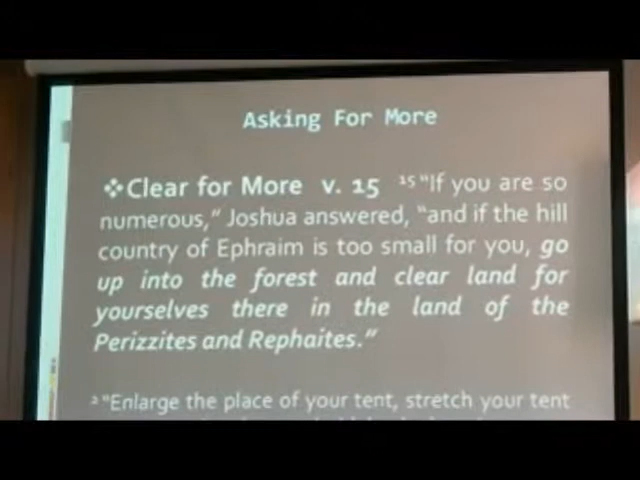 Asking For More
❖Clear for More v. 15 ¹⁵"If you are so
numerous," Joshua answered, "and if the hill
country of Ephraim is too small for you, go
up into the forest and clear land for
yourselves there in the land of the
Perizzites and Rephaites."
²"Enlarge the place of your tent, stretch your tent